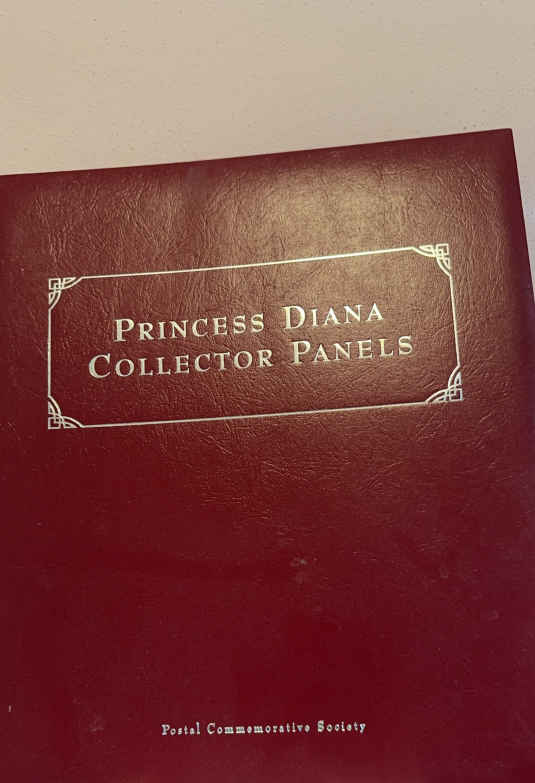 Princess Diana
Collector Panels
Postal Commemorative Society